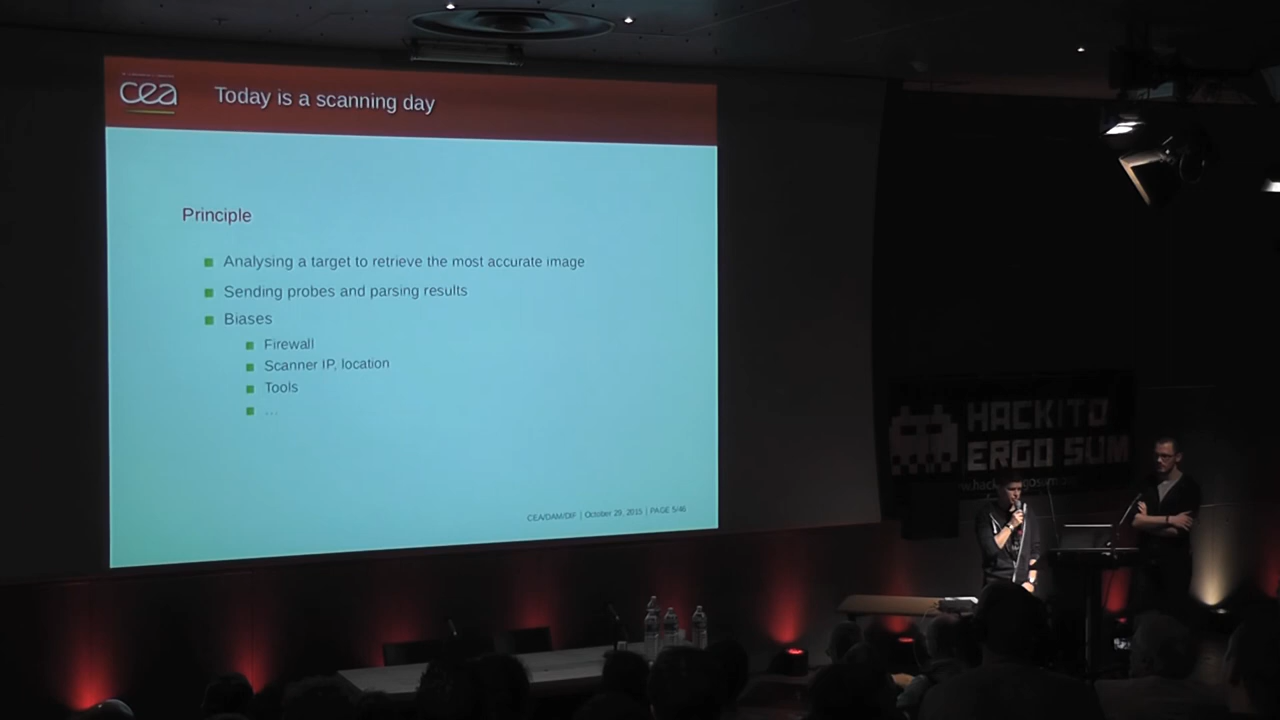 cea
Today is a scanning day
Principle
Analysing a target to retrieve the most accurate image
Sending probes and parsing results
Biases
Firewall
Scanner IP, location
Tools
...
CEA/DAM/DIF | October 29, 2015 | PAGE 5/46
HACKITO
ERGO SUM